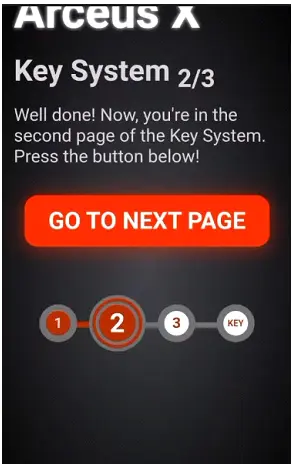 Arceus X
Key System 2/3
Well done! Now, you're in the
second page of the Key System.
Press the button below!
GO TO NEXT PAGE
1 2 3 KEY